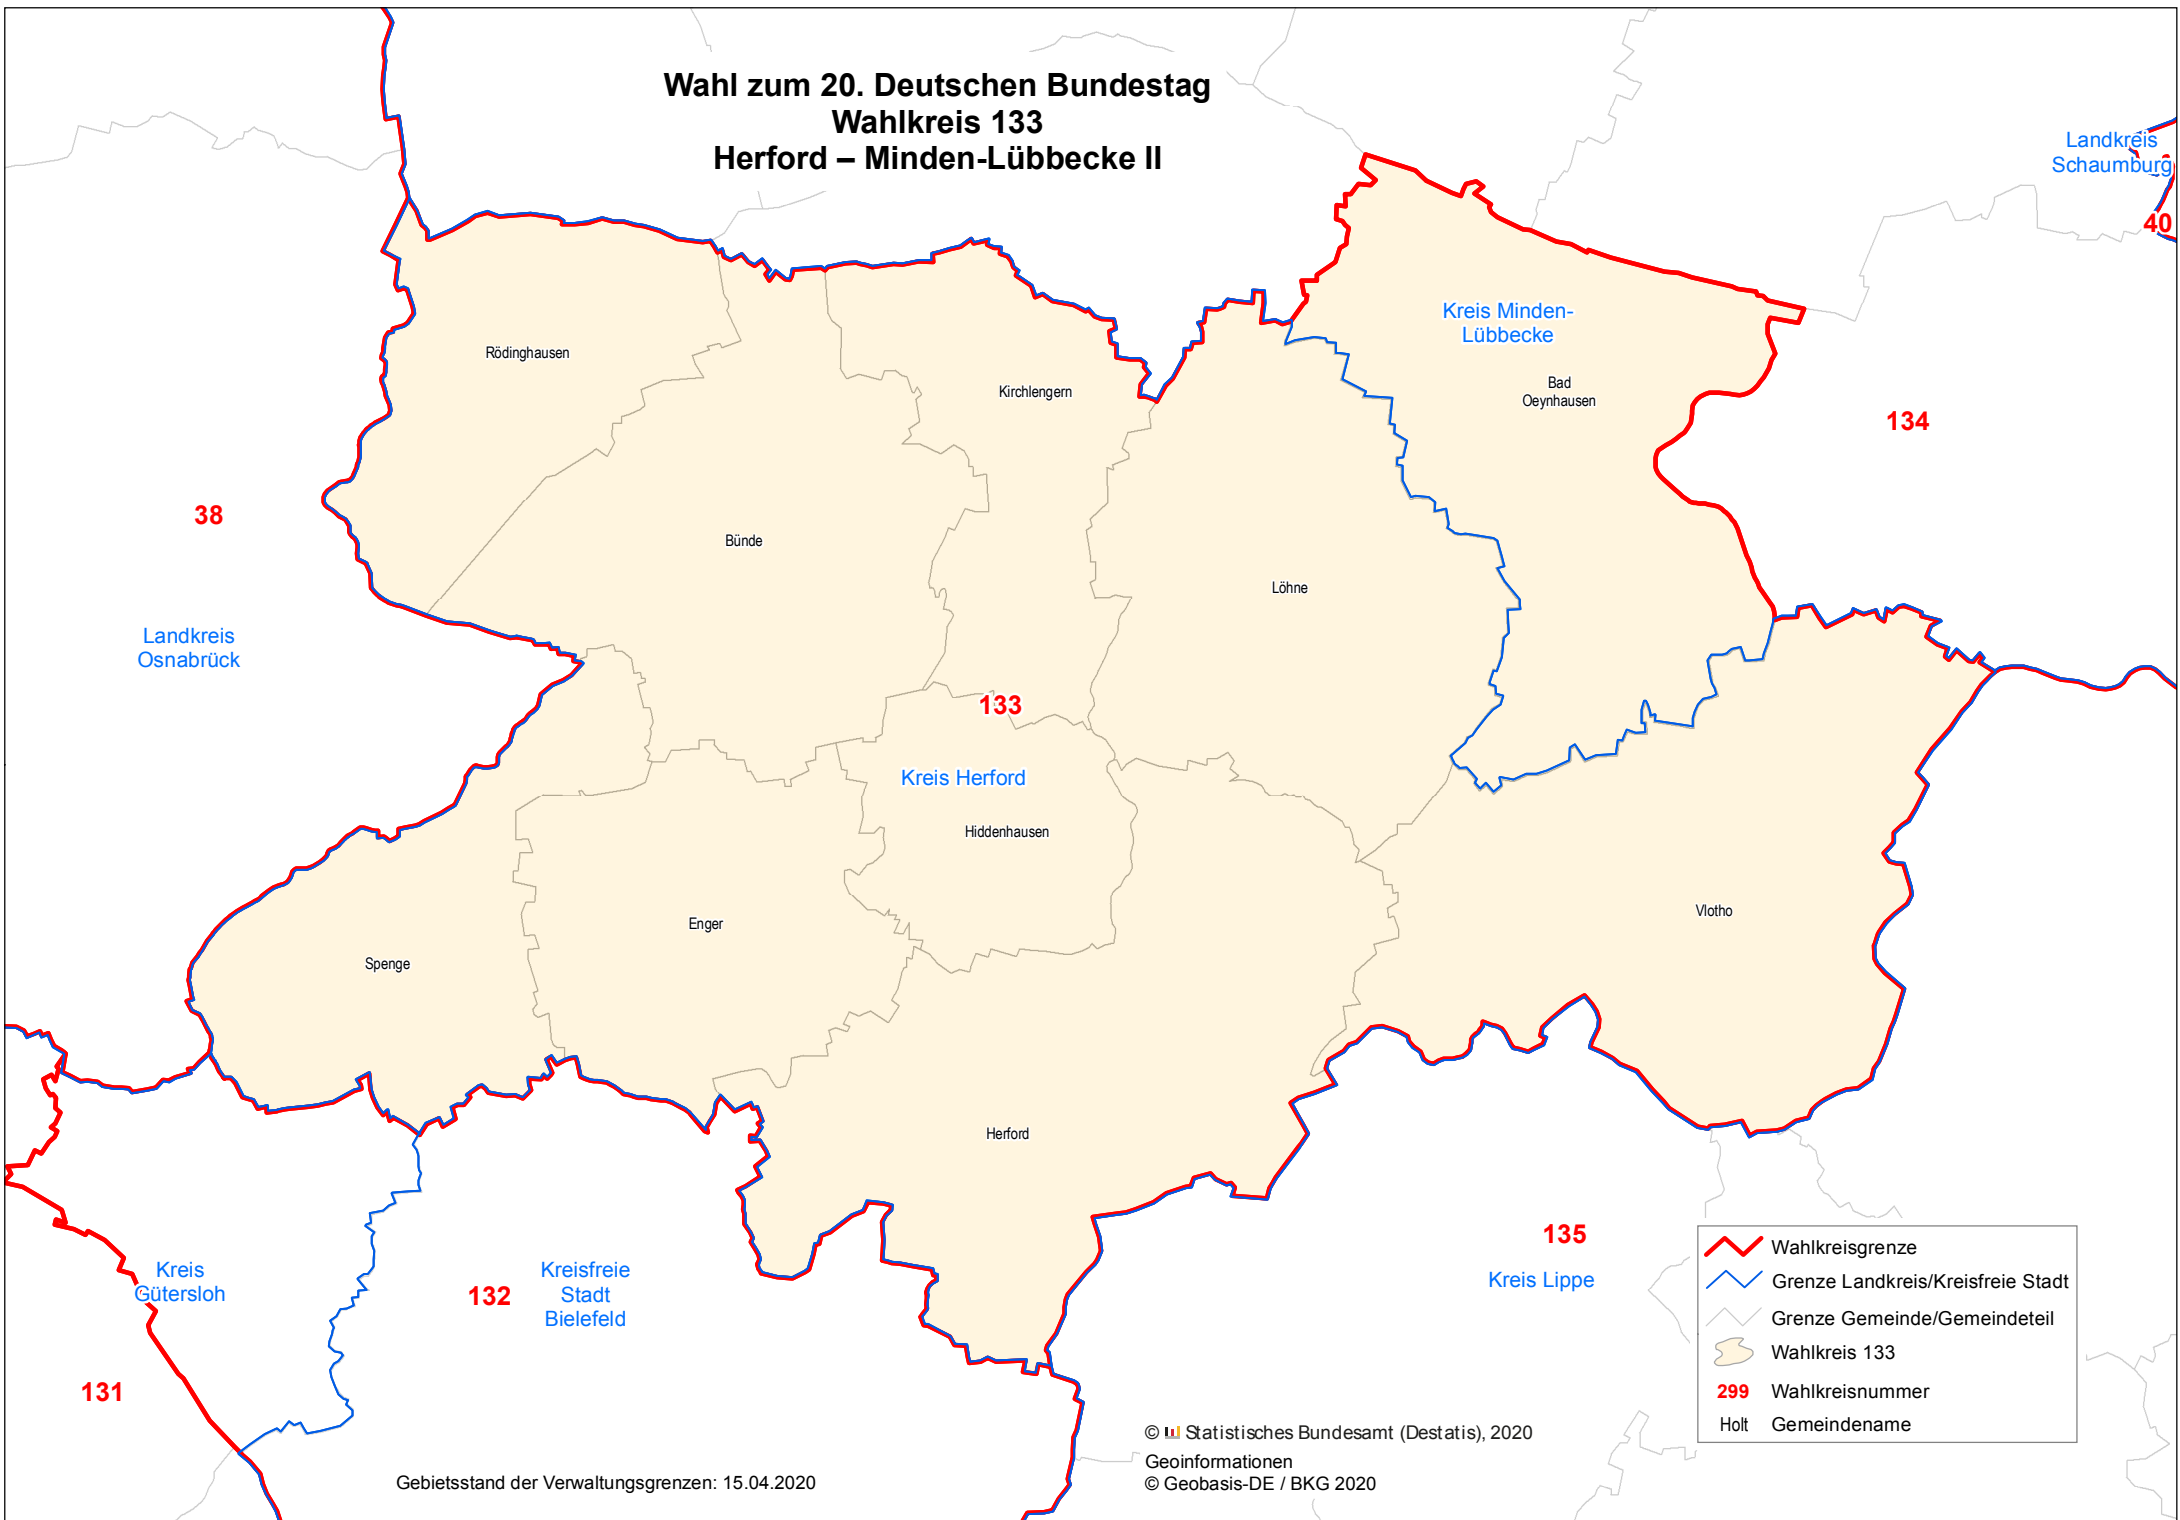 Wahl zum 20. Deutschen Bundestag
Wahlkreis 133
Herford – Minden-Lübbecke II
Landkreis
Schaumburg
40
Kreis Minden-
Lübbecke
Rödinghausen
Kirchlengern
Bad
Oeynhausen
134
38
Bünde
Löhne
Landkreis
Osnabrück
133
Kreis Herford
Hiddenhausen
Vlotho
Enger
Spenge
Herford
135
Kreis Lippe
Kreis
Gütersloh
132
Kreisfreie
Stadt
Bielefeld
131
Wahlkreisgrenze
Grenze Landkreis/Kreisfreie Stadt
Grenze Gemeinde/Gemeindeteil
Wahlkreis 133
299 Wahlkreisnummer
Holt Gemeindename
© Statistisches Bundesamt (Destatis), 2020
Geoinformationen
© Geobasis-DE / BKG 2020
Gebietsstand der Verwaltungsgrenzen: 15.04.2020